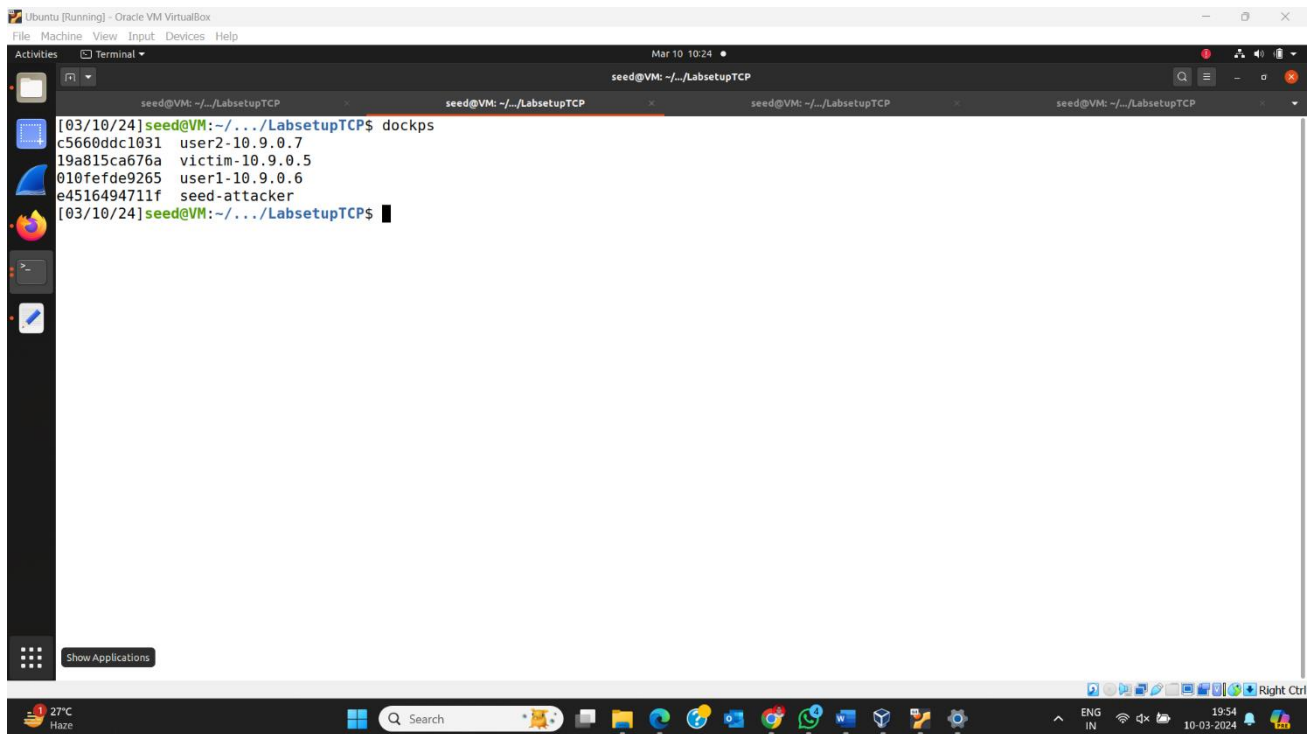 Ubuntu [Running] - Oracle VM VirtualBox
File Machine View Input Devices Help
Activities Terminal Mar 10 10:24
seed@VM: ~/.../LabsetupTCP
seed@VM: ~/.../LabsetupTCP seed@VM: ~/.../LabsetupTCP seed@VM: ~/.../LabsetupTCP seed@VM: ~/.../LabsetupTCP
[03/10/24]seed@VM:~/.../LabsetupTCP$ dockps
c5660ddc1031 user2-10.9.0.7
19a815ca676a victim-10.9.0.5
010fefde9265 user1-10.9.0.6
e4516494711f seed-attacker
[03/10/24]seed@VM:~/.../LabsetupTCP$
Show Applications
Right Ctrl
1 27°C Search 4 ENG 19:54
Haze IN 10-03-2024